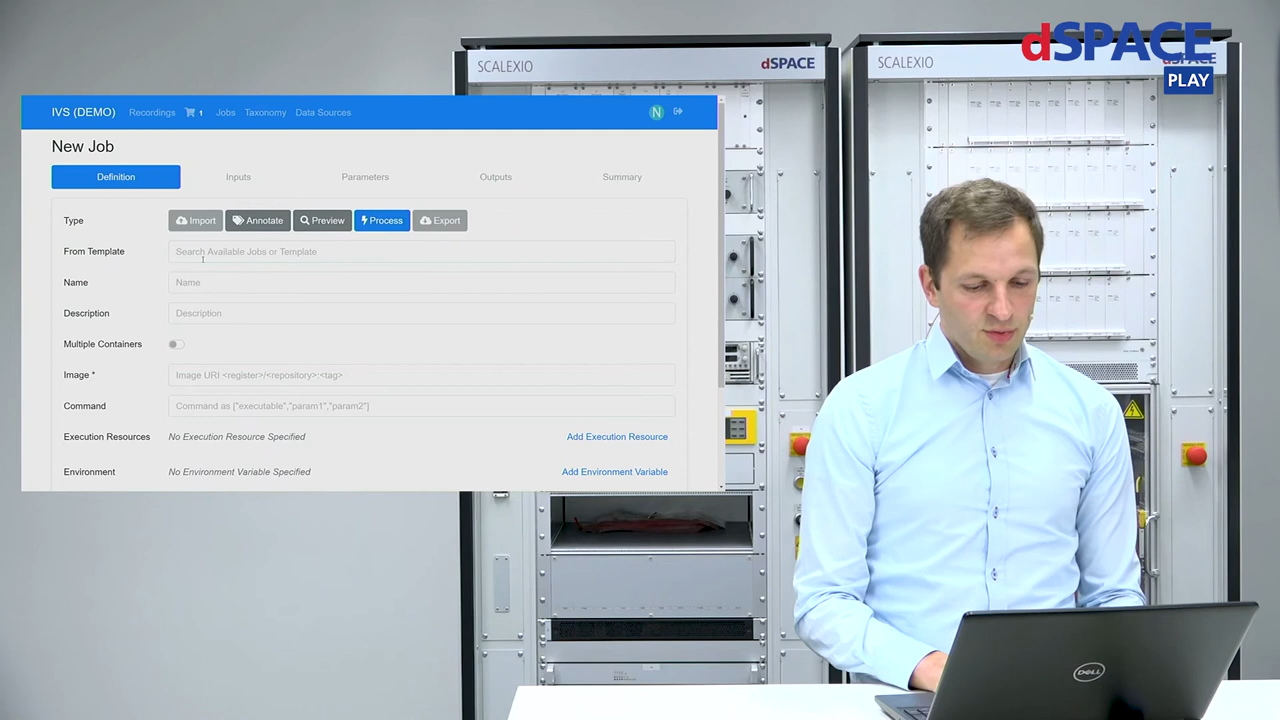 SCALEXIO
dSPACE
SCALEXIO
dSPACE
dSPACE
PLAY
IVS (DEMO) Recordings 1 Jobs Taxonomy Data Sources N
New Job
Definition Inputs Parameters Outputs Summary
Type Import Annotate Preview Process Export
From Template Search Available Jobs or Template
Name Name
Description Description
Multiple Containers
Image * Image URI <register>/<repository>:<tag>
Command Command as ["executable","param1","param2"]
Execution Resources No Execution Resource Specified Add Execution Resource
Environment No Environment Variable Specified Add Environment Variable
DELL